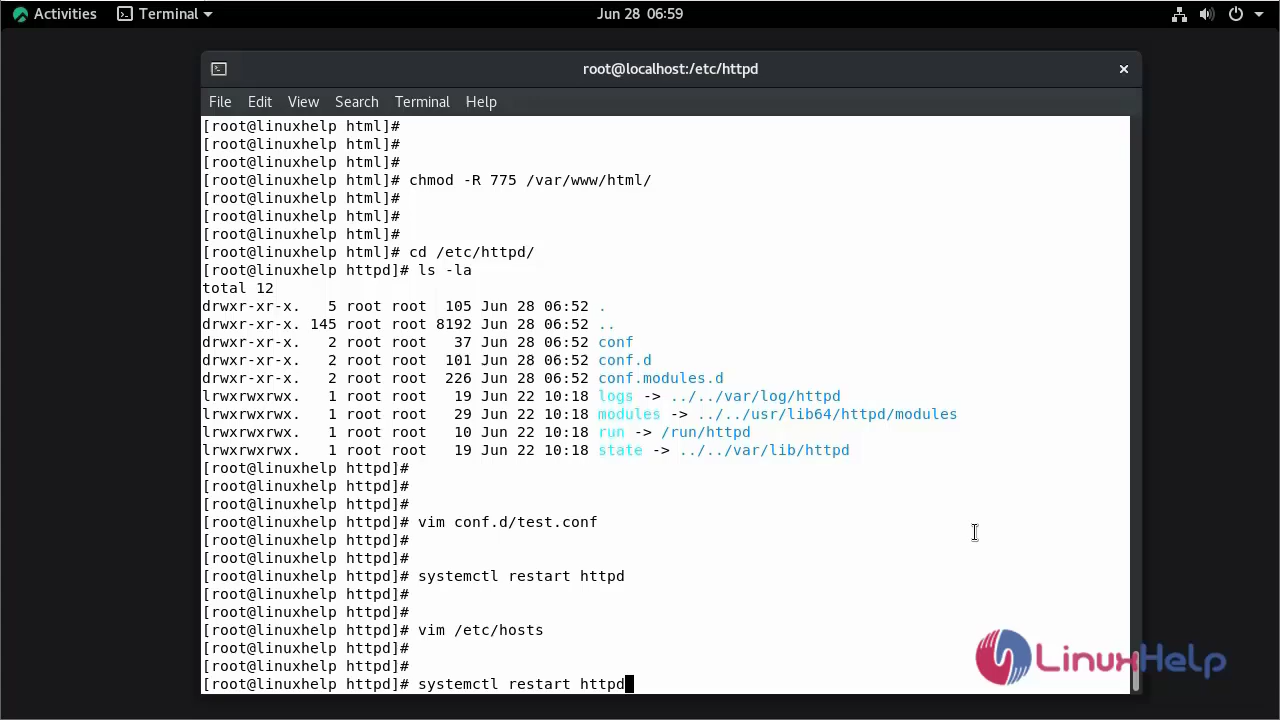 Activities Terminal Jun 28 06:59
root@localhost:/etc/httpd ×
File Edit View Search Terminal Help
[root@linuxhelp html]#
[root@linuxhelp html]#
[root@linuxhelp html]#
[root@linuxhelp html]# chmod -R 775 /var/www/html/
[root@linuxhelp html]#
[root@linuxhelp html]#
[root@linuxhelp html]#
[root@linuxhelp html]# cd /etc/httpd/
[root@linuxhelp httpd]# ls -la
total 12
drwxr-xr-x.   5 root root  105 Jun 28 06:52 .
drwxr-xr-x. 145 root root 8192 Jun 28 06:52 ..
drwxr-xr-x.   2 root root   37 Jun 28 06:52 conf
drwxr-xr-x.   2 root root  101 Jun 28 06:52 conf.d
drwxr-xr-x.   2 root root  226 Jun 28 06:52 conf.modules.d
lrwxrwxrwx.   1 root root   19 Jun 22 10:18 logs -> ../../var/log/httpd
lrwxrwxrwx.   1 root root   29 Jun 22 10:18 modules -> ../../usr/lib64/httpd/modules
lrwxrwxrwx.   1 root root   10 Jun 22 10:18 run -> /run/httpd
lrwxrwxrwx.   1 root root   19 Jun 22 10:18 state -> ../../var/lib/httpd
[root@linuxhelp httpd]#
[root@linuxhelp httpd]#
[root@linuxhelp httpd]#
[root@linuxhelp httpd]# vim conf.d/test.conf
[root@linuxhelp httpd]#
[root@linuxhelp httpd]#
[root@linuxhelp httpd]# systemctl restart httpd
[root@linuxhelp httpd]#
[root@linuxhelp httpd]#
[root@linuxhelp httpd]# vim /etc/hosts
[root@linuxhelp httpd]#
[root@linuxhelp httpd]#
[root@linuxhelp httpd]# systemctl restart httpd
LinuxHelp